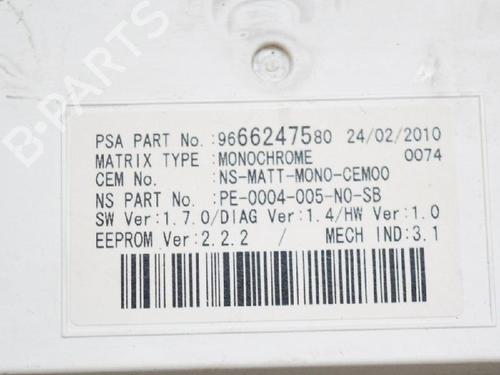 B-PARTS
PSA PART No.:9666247580 24/02/2010
MATRIX TYPE :MONOCHROME 0074
CEM No. :NS-MATT-MONO-CEM00
NS PART No.:PE-0004-005-N0-SB
SW Ver:1.7.0/DIAG Ver:1.4/HW Ver:1.0
EEPROM Ver:2.2.2 / MECH IND:3.1